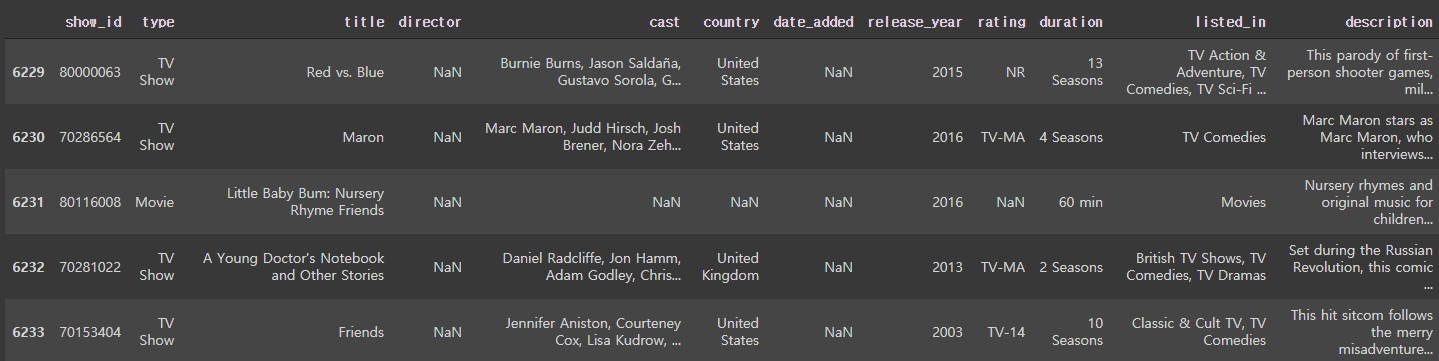 show_id type title director cast country date_added release_year rating duration listed_in description
6229 80000063 TV Show Red vs. Blue NaN Burnie Burns, Jason Saldaña, Gustavo Sorola, G... United States NaN 2015 NR 13 Seasons TV Action & Adventure, TV Comedies, TV Sci-Fi ... This parody of first-person shooter games, mil...
6230 70286564 TV Show Maron NaN Marc Maron, Judd Hirsch, Josh Brener, Nora Zeh... United States NaN 2016 TV-MA 4 Seasons TV Comedies Marc Maron stars as Marc Maron, who interviews...
6231 80116008 Movie Little Baby Bum: Nursery Rhyme Friends NaN NaN NaN NaN 2016 NaN 60 min Movies Nursery rhymes and original music for children...
6232 70281022 TV Show A Young Doctor's Notebook and Other Stories NaN Daniel Radcliffe, Jon Hamm, Adam Godley, Chris... United Kingdom NaN 2013 TV-MA 2 Seasons British TV Shows, TV Comedies, TV Dramas Set during the Russian Revolution, this comic ...
6233 70153404 TV Show Friends NaN Jennifer Aniston, Courteney Cox, Lisa Kudrow, ... United States NaN 2003 TV-14 10 Seasons Classic & Cult TV, TV Comedies This hit sitcom follows the merry misadventure...